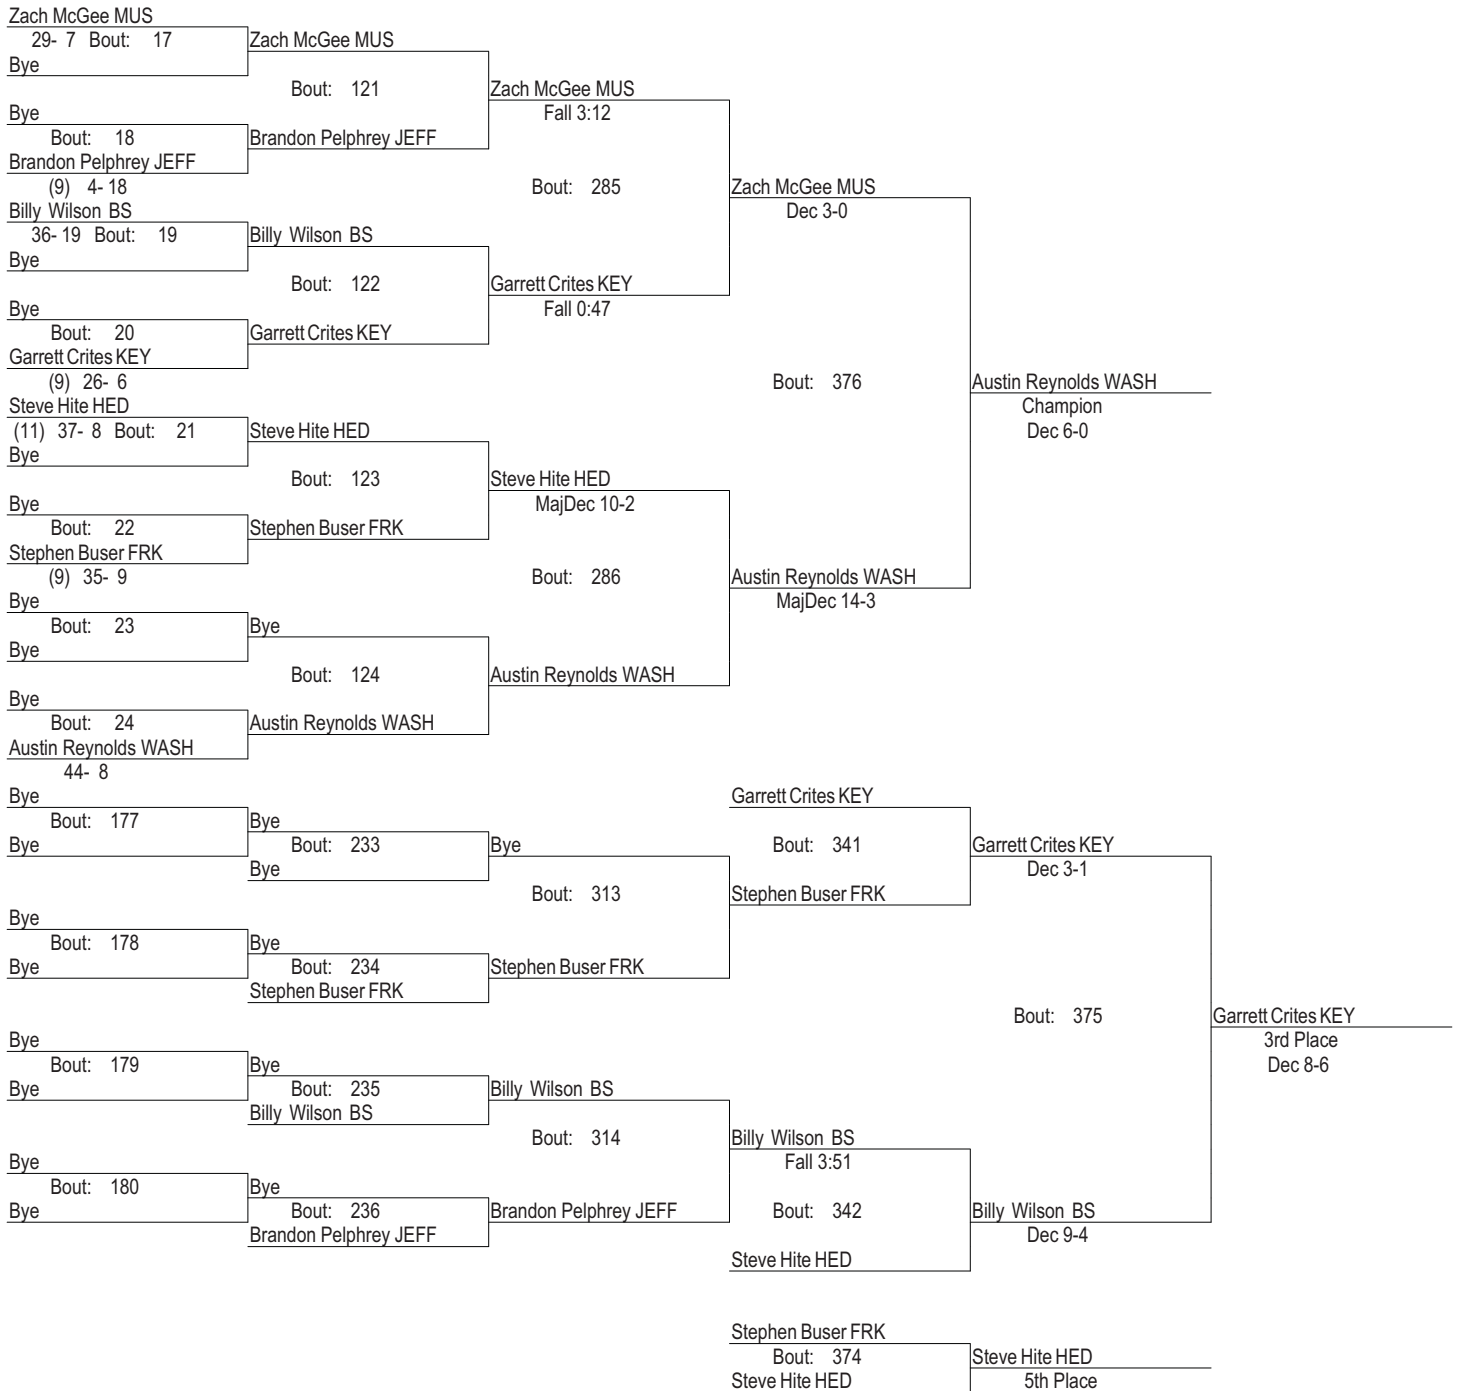 Zach McGee MUS
29- 7 Bout: 17
Zach McGee MUS
Bye
Bout: 121
Zach McGee MUS
Bye
Fall 3:12
Bout: 18
Brandon Pelphrey JEFF
Brandon Pelphrey JEFF
(9) 4- 18
Bout: 285
Zach McGee MUS
Billy Wilson BS
Dec 3-0
36- 19 Bout: 19
Billy Wilson BS
Bye
Bout: 122
Garrett Crites KEY
Bye
Fall 0:47
Bout: 20
Garrett Crites KEY
Garrett Crites KEY
(9) 26- 6
Bout: 376
Austin Reynolds WASH
Steve Hite HED
Champion
(11) 37- 8 Bout: 21
Steve Hite HED
Dec 6-0
Bye
Bout: 123
Steve Hite HED
Bye
MajDec 10-2
Bout: 22
Stephen Buser FRK
Stephen Buser FRK
(9) 35- 9
Bout: 286
Austin Reynolds WASH
Bye
MajDec 14-3
Bout: 23
Bye
Bye
Bout: 124
Austin Reynolds WASH
Bye
Bout: 24
Austin Reynolds WASH
Austin Reynolds WASH
44- 8
Bye
Garrett Crites KEY
Bout: 177
Bye
Bye
Bout: 233
Bye
Bout: 341
Garrett Crites KEY
Bye
Dec 3-1
Bout: 313
Stephen Buser FRK
Bye
Bout: 178
Bye
Bye
Bout: 234
Stephen Buser FRK
Stephen Buser FRK
Bout: 375
Garrett Crites KEY
Bye
3rd Place
Bout: 179
Bye
Dec 8-6
Bye
Bout: 235
Billy Wilson BS
Billy Wilson BS
Bout: 314
Billy Wilson BS
Bye
Fall 3:51
Bout: 180
Bye
Bye
Bout: 236
Brandon Pelphrey JEFF
Bout: 342
Billy Wilson BS
Brandon Pelphrey JEFF
Dec 9-4
Steve Hite HED
Stephen Buser FRK
Bout: 374
Steve Hite HED
Steve Hite HED
5th Place